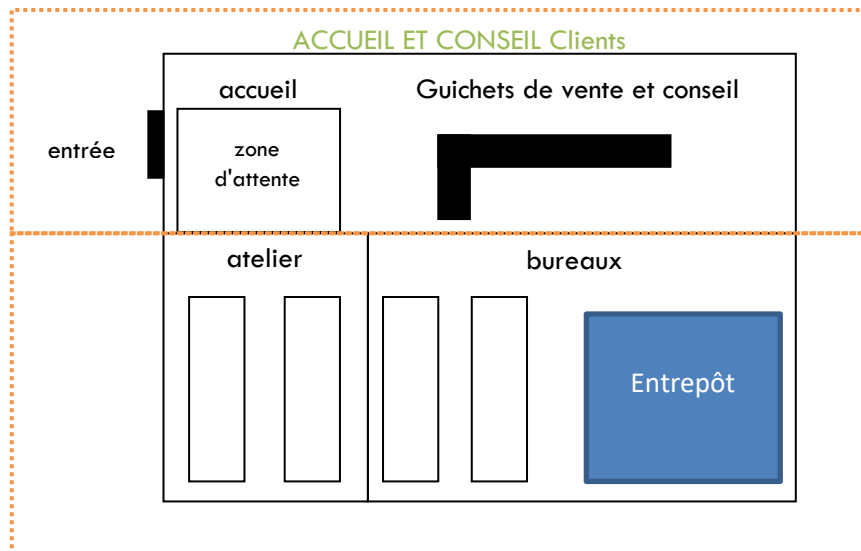 ACCUEIL ET CONSEIL Clients
accueil
Guichets de vente et conseil
entrée
zone
d'attente
atelier
bureaux
Entrepôt